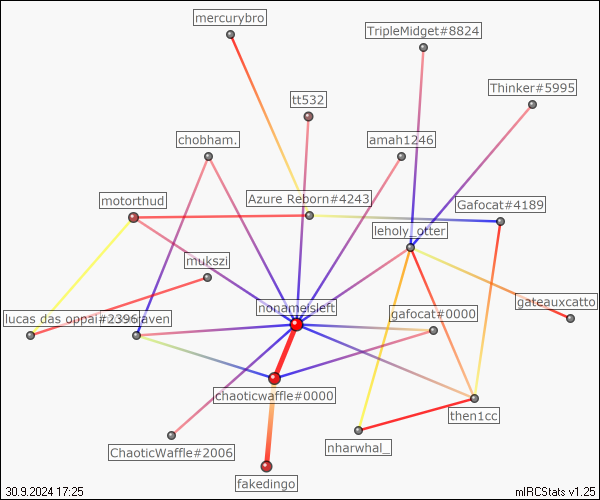 mercurybro
TripleMidget#8824
Thinker#5995
tt532
chobham.
amah1246
Azure Reborn#4243
motorthud
Gafocat#4189
leholy_otter
mukszi
nonameisleft
gateauxcatto
gafocat#0000
lucas das oppai#2396
aven
chaoticwaffle#0000
then1cc
ChaoticWaffle#2006
nharwhal_
fakedingo
30.9.2024 17:25
mIRCStats v1.25